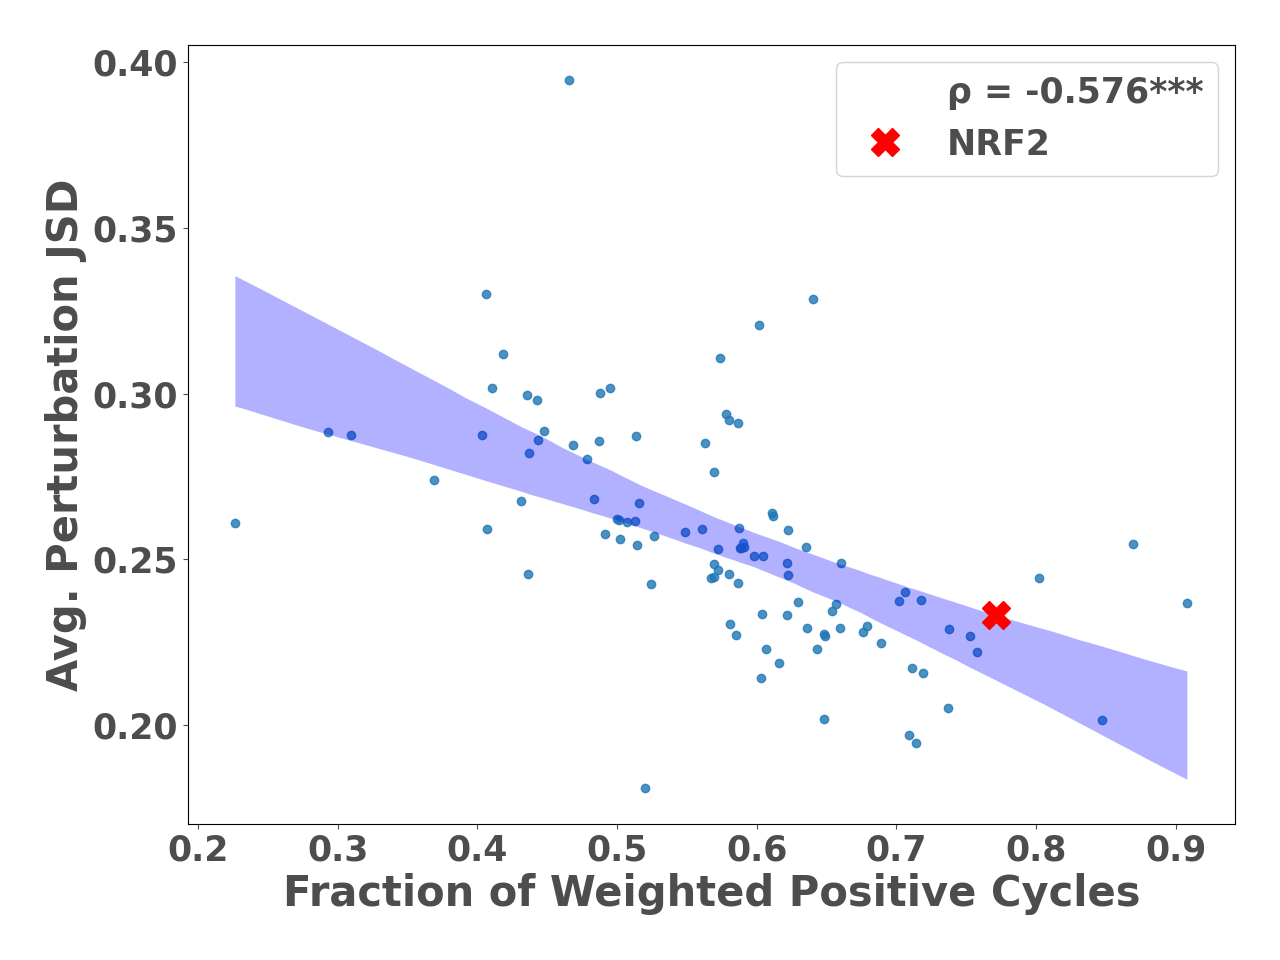 ρ = -0.576***
NRF2
0.40
0.35
0.30
0.25
0.20
Avg. Perturbation JSD
0.2 0.3 0.4 0.5 0.6 0.7 0.8 0.9
Fraction of Weighted Positive Cycles